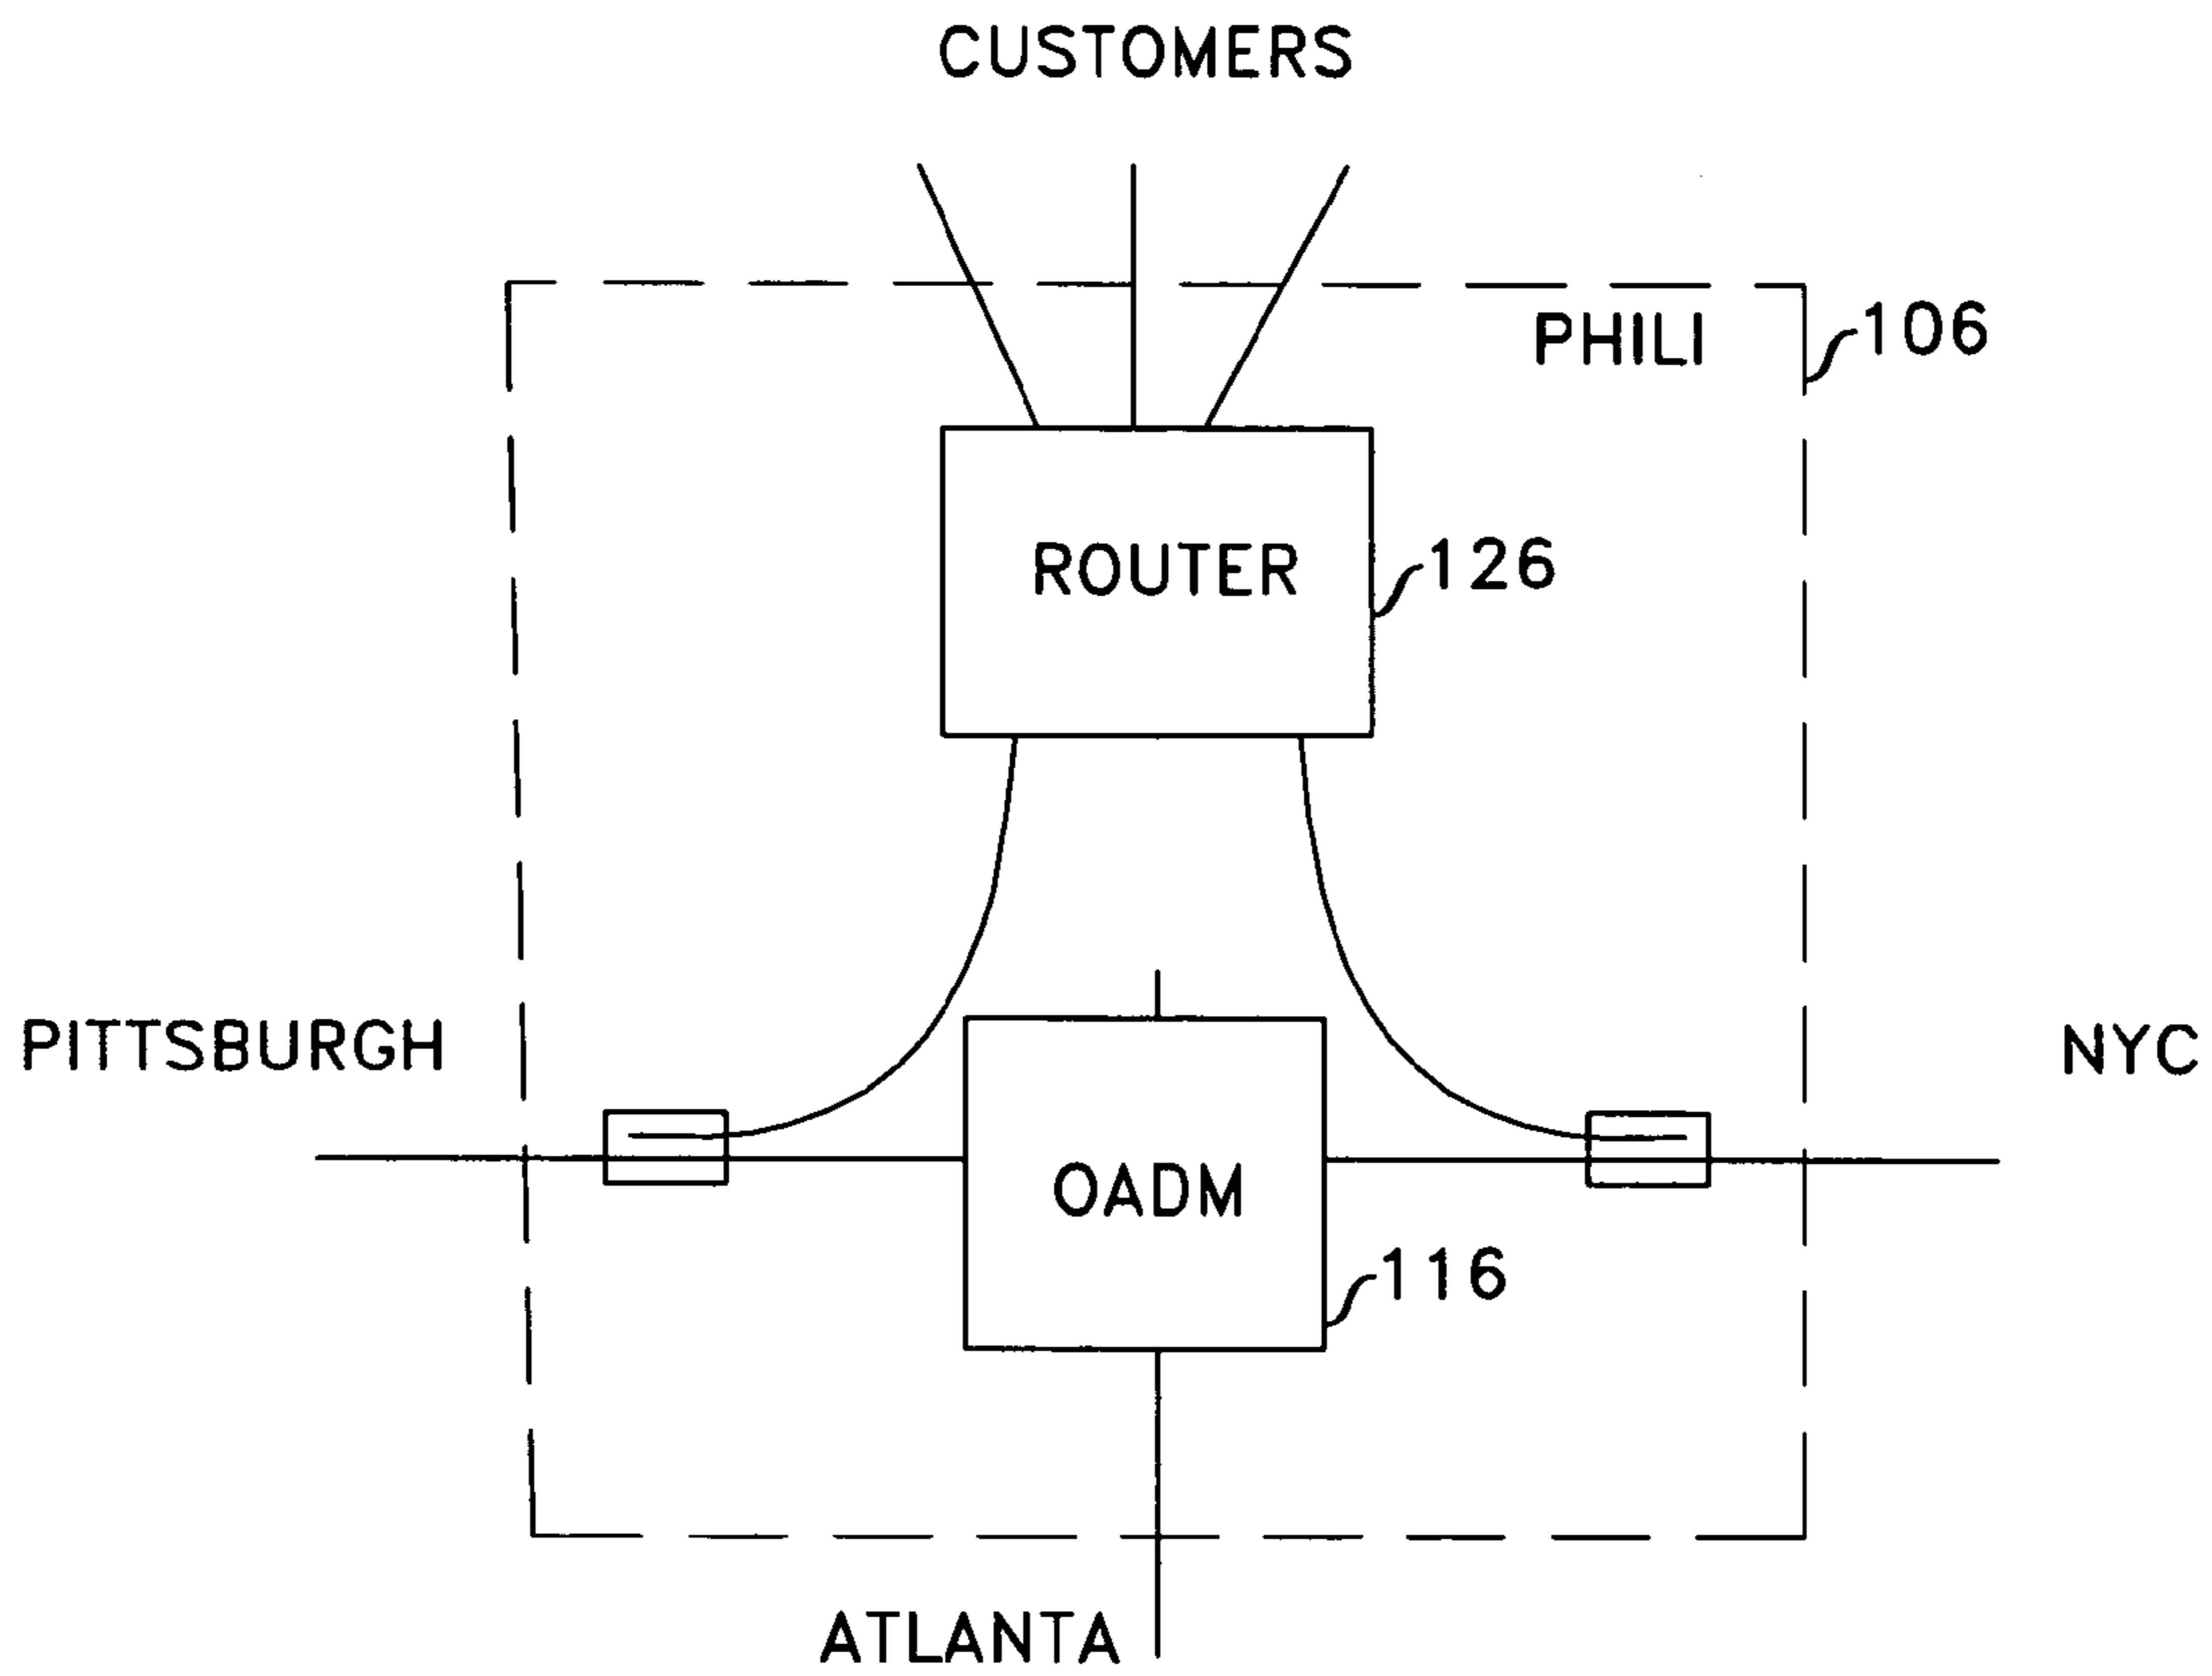 CUSTOMERS
PHILI
106
ROUTER
126
PITTSBURGH
NYC
OADM
116
ATLANTA